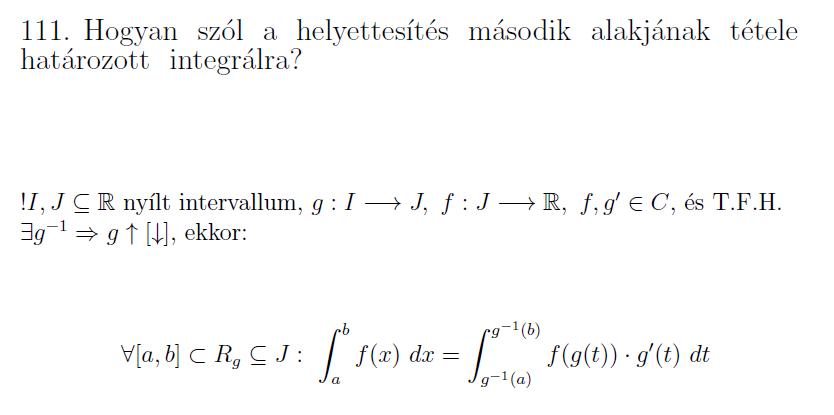 111. Hogyan szól a helyettesítés második alakjának tétele
határozott integrálra?
!I, J ⊆ ℝ nyílt intervallum, g : I ⟶ J, f : J ⟶ ℝ, f, g′ ∈ C, és T.F.H.
∃g⁻¹ ⇒ g ↑ [↓], ekkor:
∀[a, b] ⊂ R_g ⊆ J : ∫_a^b f(x) dx = ∫_{g⁻¹(a)}^{g⁻¹(b)} f(g(t)) · g′(t) dt